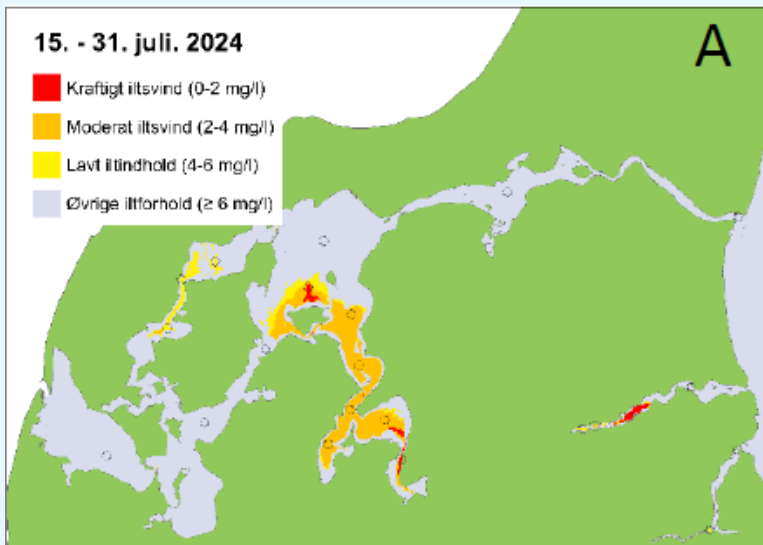 15. - 31. juli. 2024
A
Kraftigt iltsvind (0-2 mg/l)
Moderat iltsvind (2-4 mg/l)
Lavt iltindhold (4-6 mg/l)
Øvrige iltforhold (≥ 6 mg/l)